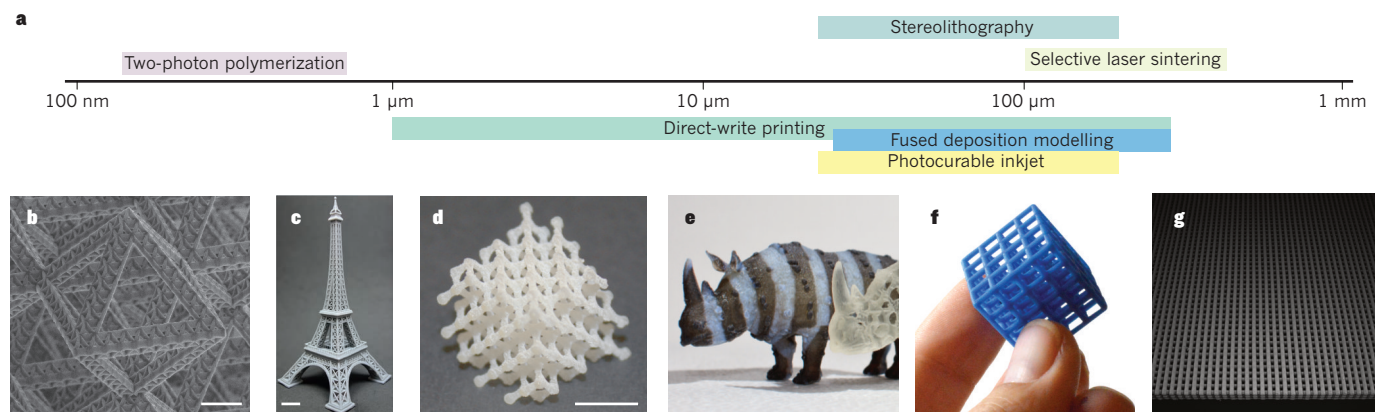 a
Stereolithography
Two-photon polymerization
Selective laser sintering
100 nm
1 μm
10 μm
100 μm
1 mm
Direct-write printing
Fused deposition modelling
Photocurable inkjet
b
c
d
e
f
g